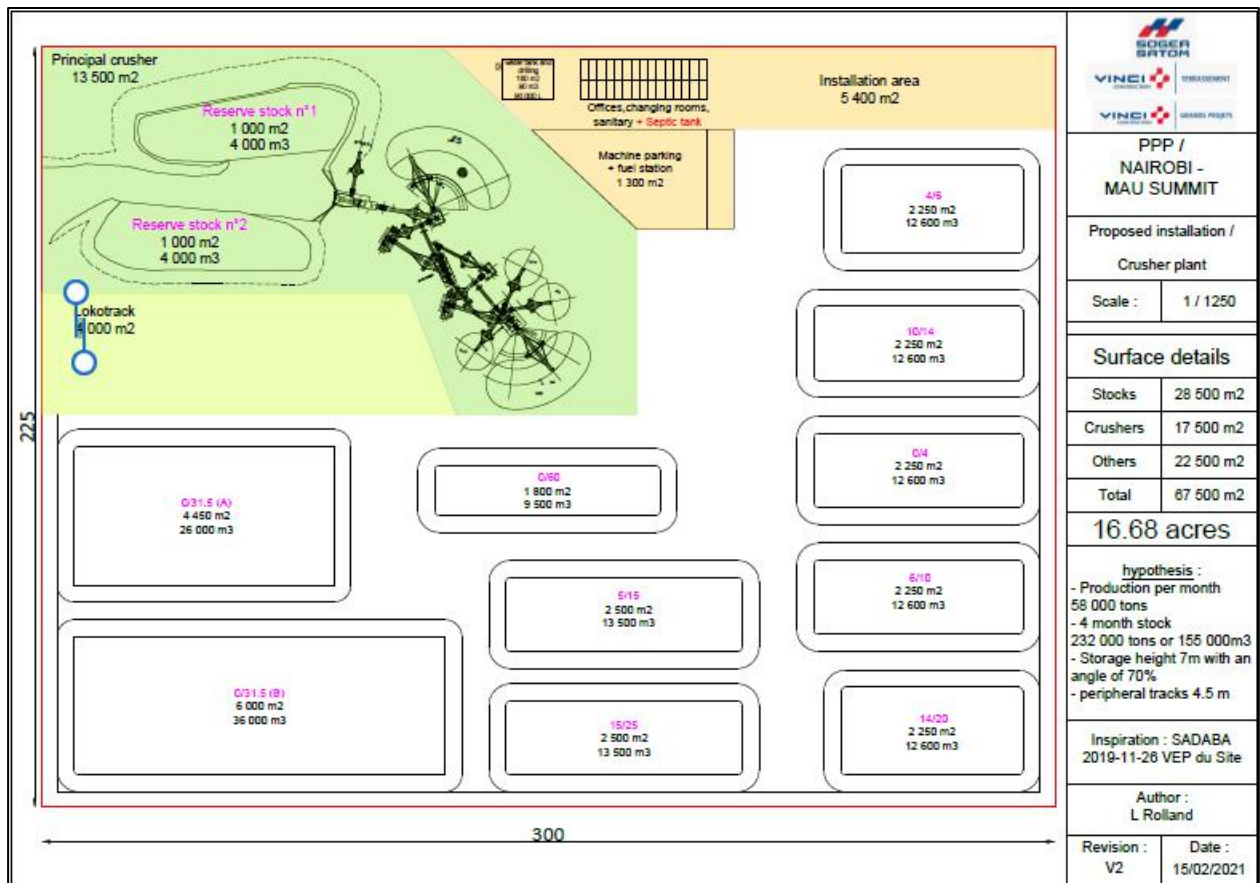 Principal crusher
13 500 m2
Reserve stock n°1
1 000 m2
4 000 m3
Reserve stock n°2
1 000 m2
4 000 m3
Lokotrack
4 000 m2
water tank and
drilling
Offices,changing rooms,
sanitary + Septic tank
Installation area
5 400 m2
Machine parking
+ fuel station
1 300 m2
4/6
2 250 m2
12 600 m3
10/14
2 250 m2
12 600 m3
0/4
2 250 m2
12 600 m3
6/10
2 250 m2
12 600 m3
14/20
2 250 m2
12 600 m3
0/31.5 (A)
4 450 m2
26 000 m3
0/60
1 800 m2
9 500 m3
5/15
2 500 m2
13 500 m3
0/31.5 (B)
6 000 m2
36 000 m3
15/25
2 500 m2
13 500 m3
225
300
SOGEA
SATOM
VINCI
CONSTRUCTION
TERRASSEMENT
VINCI
CONSTRUCTION
GRANDS PROJETS
PPP /
NAIROBI -
MAU SUMMIT
Proposed installation /
Crusher plant
Scale : 1 / 1250
Surface details
Stocks 28 500 m2
Crushers 17 500 m2
Others 22 500 m2
Total 67 500 m2
16.68 acres
hypothesis :
- Production per month
58 000 tons
- 4 month stock
232 000 tons or 155 000m3
- Storage height 7m with an
angle of 70%
- peripheral tracks 4.5 m
Inspiration : SADABA
2019-11-26 VEP du Site
Author :
L Rolland
Revision : V2
Date : 15/02/2021